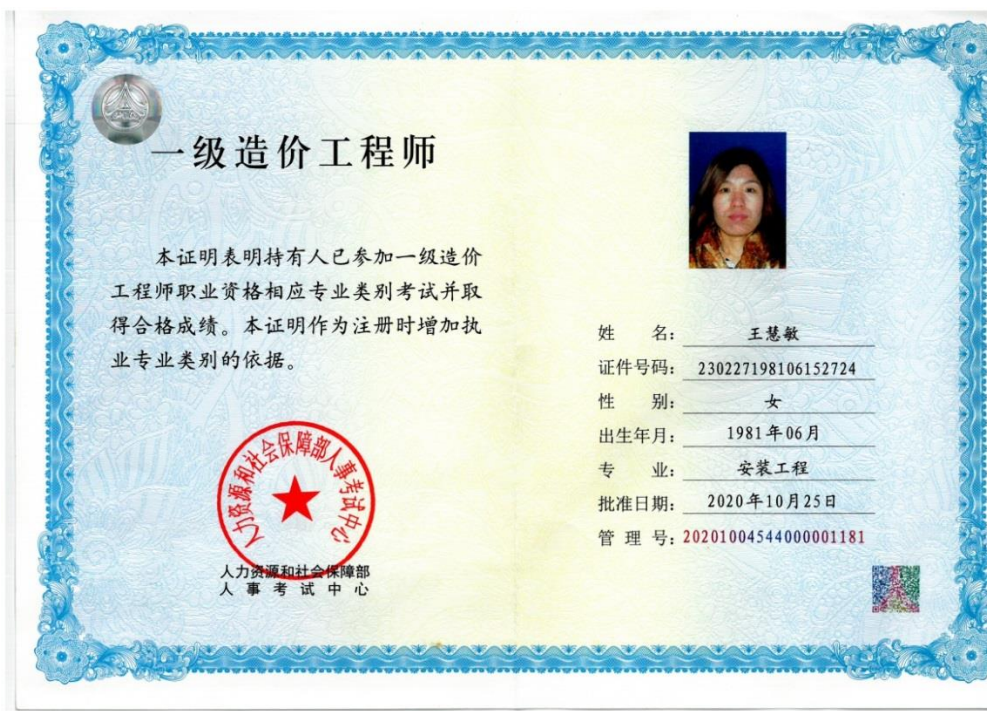 一级造价工程师
本证明表明持有人已参加一级造价
工程师职业资格相应专业类别考试并取
得合格成绩。本证明作为注册时增加执
业专业类别的依据。
人力资源和社会保障部人事考试中心
人力资源和社会保障部
人事考试中心
姓 名: 王慧敏
证件号码: 230227198106152724
性 别: 女
出生年月: 1981年06月
专 业: 安装工程
批准日期: 2020年10月25日
管 理 号: 20201004544000001181